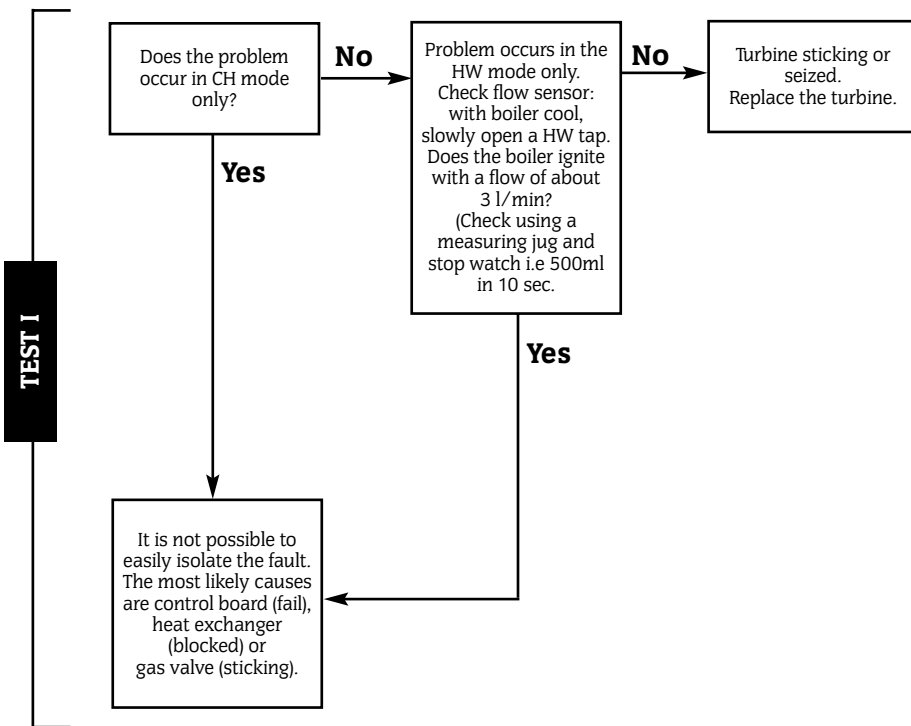 TEST I
Does the problem
occur in CH mode
only?
No
Yes
Problem occurs in the
HW mode only.
Check flow sensor:
with boiler cool,
slowly open a HW tap.
Does the boiler ignite
with a flow of about
3 l/min?
(Check using a
measuring jug and
stop watch i.e 500ml
in 10 sec.
No
Yes
Turbine sticking or
seized.
Replace the turbine.
It is not possible to
easily isolate the fault.
The most likely causes
are control board (fail),
heat exchanger
(blocked) or
gas valve (sticking).